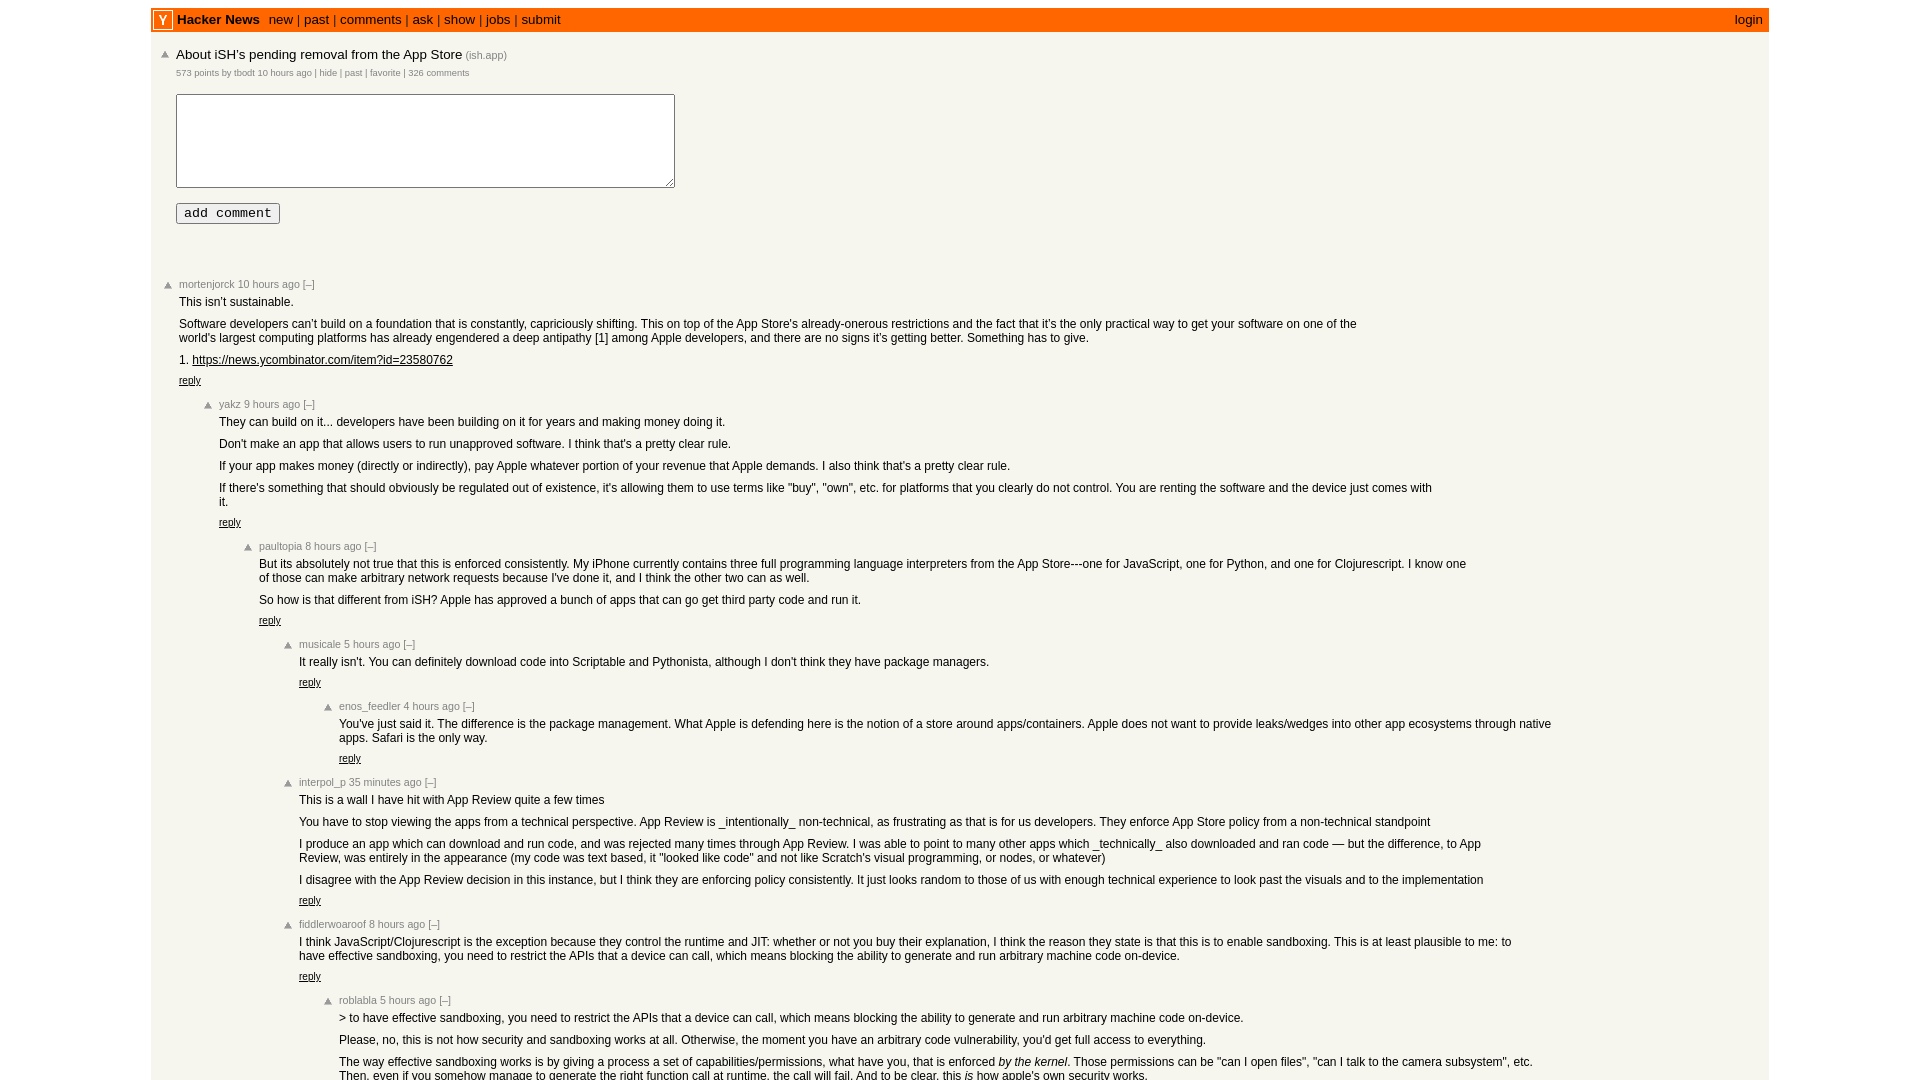 Y Hacker News new | past | comments | ask | show | jobs | submit login
About iSH's pending removal from the App Store (ish.app)
573 points by tbodt 10 hours ago | hide | past | favorite | 326 comments
add comment
mortenjorck 10 hours ago [–]
This isn’t sustainable.
Software developers can’t build on a foundation that is constantly, capriciously shifting. This on top of the App Store's already-onerous restrictions and the fact that it’s the only practical way to get your software on one of the
world's largest computing platforms has already engendered a deep antipathy [1] among Apple developers, and there are no signs it’s getting better. Something has to give.
1. https://news.ycombinator.com/item?id=23580762
reply
yakz 9 hours ago [–]
They can build on it... developers have been building on it for years and making money doing it.
Don't make an app that allows users to run unapproved software. I think that's a pretty clear rule.
If your app makes money (directly or indirectly), pay Apple whatever portion of your revenue that Apple demands. I also think that's a pretty clear rule.
If there's something that should obviously be regulated out of existence, it's allowing them to use terms like "buy", "own", etc. for platforms that you clearly do not control. You are renting the software and the device just comes with
it.
reply
paultopia 8 hours ago [–]
But its absolutely not true that this is enforced consistently. My iPhone currently contains three full programming language interpreters from the App Store---one for JavaScript, one for Python, and one for Clojurescript. I know one
of those can make arbitrary network requests because I've done it, and I think the other two can as well.
So how is that different from iSH? Apple has approved a bunch of apps that can go get third party code and run it.
reply
musicale 5 hours ago [–]
It really isn't. You can definitely download code into Scriptable and Pythonista, although I don't think they have package managers.
reply
enos_feedler 4 hours ago [–]
You've just said it. The difference is the package management. What Apple is defending here is the notion of a store around apps/containers. Apple does not want to provide leaks/wedges into other app ecosystems through native
apps. Safari is the only way.
reply
interpol_p 35 minutes ago [–]
This is a wall I have hit with App Review quite a few times
You have to stop viewing the apps from a technical perspective. App Review is _intentionally_ non-technical, as frustrating as that is for us developers. They enforce App Store policy from a non-technical standpoint
I produce an app which can download and run code, and was rejected many times through App Review. I was able to point to many other apps which _technically_ also downloaded and ran code — but the difference, to App
Review, was entirely in the appearance (my code was text based, it "looked like code" and not like Scratch's visual programming, or nodes, or whatever)
I disagree with the App Review decision in this instance, but I think they are enforcing policy consistently. It just looks random to those of us with enough technical experience to look past the visuals and to the implementation
reply
fiddlerwoaroof 8 hours ago [–]
I think JavaScript/Clojurescript is the exception because they control the runtime and JIT: whether or not you buy their explanation, I think the reason they state is that this is to enable sandboxing. This is at least plausible to me: to
have effective sandboxing, you need to restrict the APIs that a device can call, which means blocking the ability to generate and run arbitrary machine code on-device.
reply
roblabla 5 hours ago [–]
> to have effective sandboxing, you need to restrict the APIs that a device can call, which means blocking the ability to generate and run arbitrary machine code on-device.
Please, no, this is not how security and sandboxing works at all. Otherwise, the moment you have an arbitrary code vulnerability, you'd get full access to everything.
The way effective sandboxing works is by giving a process a set of capabilities/permissions, what have you, that is enforced by the kernel. Those permissions can be "can I open files", "can I talk to the camera subsystem", etc.
Then, even if you somehow manage to generate the right function call at runtime, the call will fail. And to be clear, this is how apple's own security works.